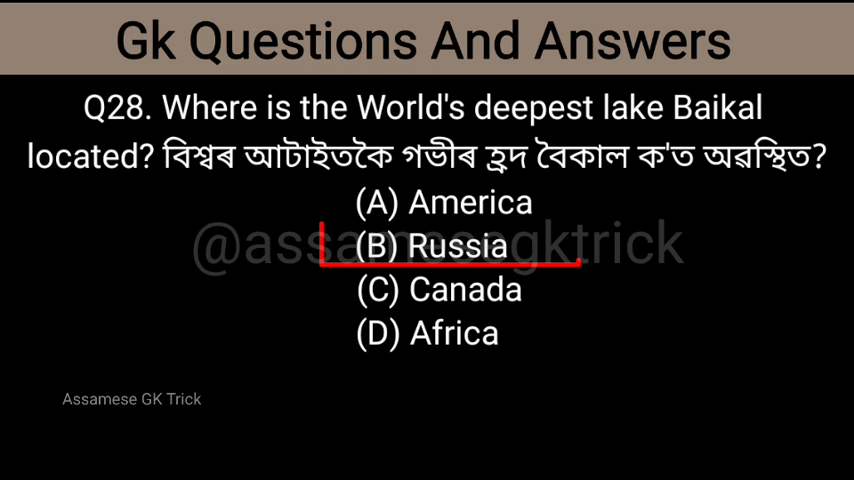 Gk Questions And Answers
Q28. Where is the World's deepest lake Baikal
located? বিশ্বৰ আটাইতকৈ গভীৰ হ্ৰদ বৈকাল ক'ত অৱস্থিত?
(A) America
@assamesegktrick
(B) Russia
(C) Canada
(D) Africa
Assamese GK Trick